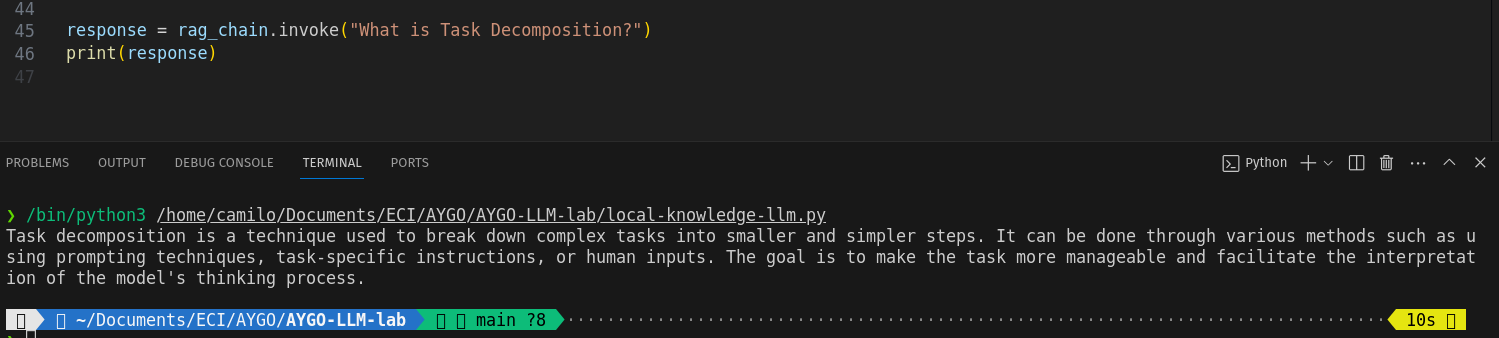 44
45 response = rag_chain.invoke("What is Task Decomposition?")
46 print(response)
47
PROBLEMS OUTPUT DEBUG CONSOLE TERMINAL PORTS Python
❯ /bin/python3 /home/camilo/Documents/ECI/AYGO/AYGO-LLM-lab/local-knowledge-llm.py
Task decomposition is a technique used to break down complex tasks into smaller and simpler steps. It can be done through various methods such as u
sing prompting techniques, task-specific instructions, or human inputs. The goal is to make the task more manageable and facilitate the interpretat
ion of the model's thinking process.
~/Documents/ECI/AYGO/AYGO-LLM-lab main ?8 10s